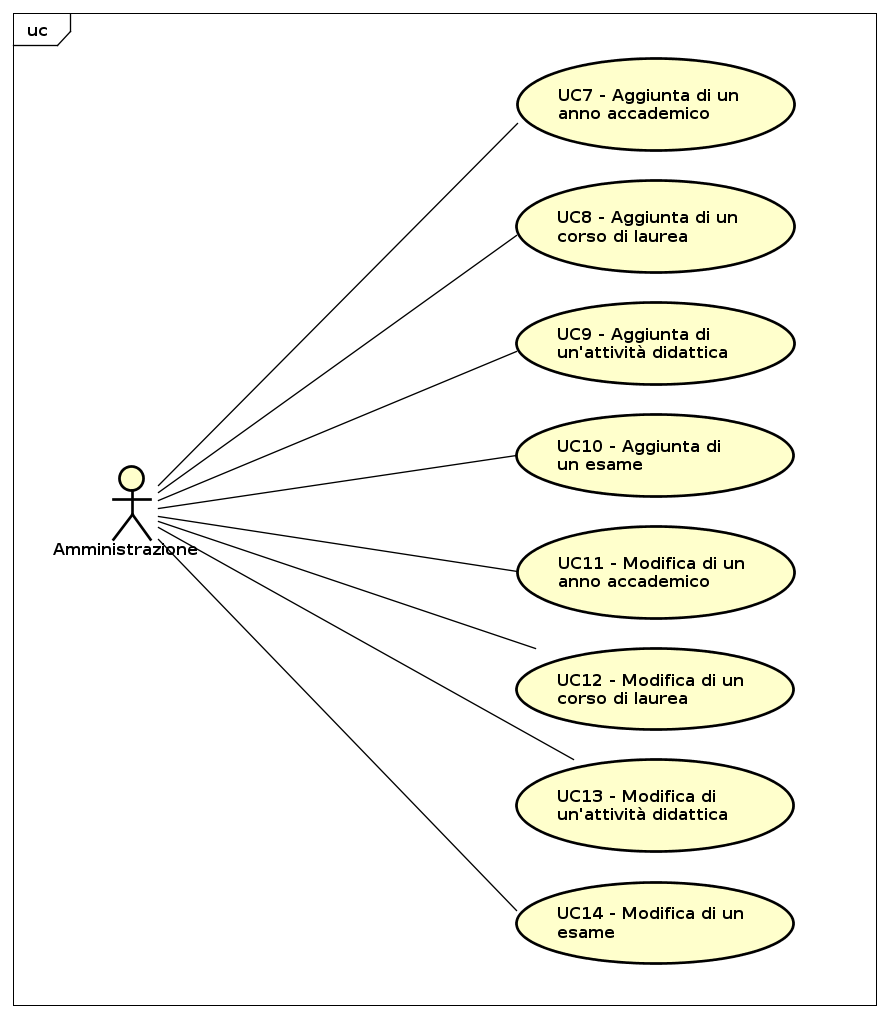 uc
UC7 - Aggiunta di un
anno accademico
UC8 - Aggiunta di un
corso di laurea
UC9 - Aggiunta di
un'attività didattica
UC10 - Aggiunta di
un esame
Amministrazione
UC11 - Modifica di un
anno accademico
UC12 - Modifica di un
corso di laurea
UC13 - Modifica di
un'attività didattica
UC14 - Modifica di un
esame